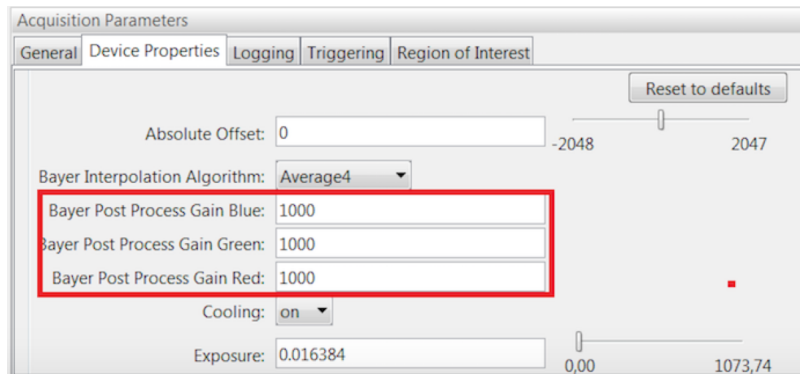 Acquisition Parameters
General Device Properties Logging Triggering Region of Interest
Reset to defaults
Absolute Offset: 0
-2048 2047
Bayer Interpolation Algorithm: Average4
Bayer Post Process Gain Blue: 1000
Bayer Post Process Gain Green: 1000
Bayer Post Process Gain Red: 1000
Cooling: on
Exposure: 0.016384
0,00 1073,74